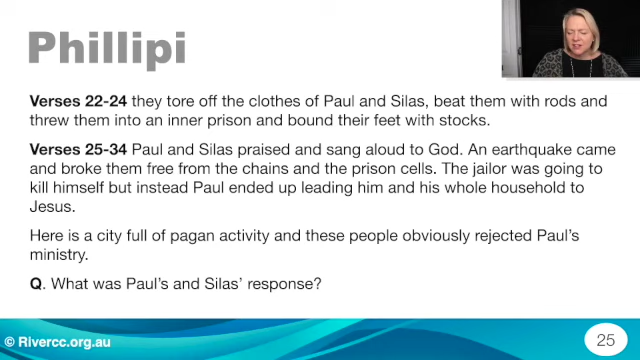 Phillipi
Verses 22-24 they tore off the clothes of Paul and Silas, beat them with rods and
threw them into an inner prison and bound their feet with stocks.
Verses 25-34 Paul and Silas praised and sang aloud to God. An earthquake came
and broke them free from the chains and the prison cells. The jailor was going to
kill himself but instead Paul ended up leading him and his whole household to
Jesus.
Here is a city full of pagan activity and these people obviously rejected Paul's
ministry.
Q. What was Paul's and Silas' response?
© Rivercc.org.au
25